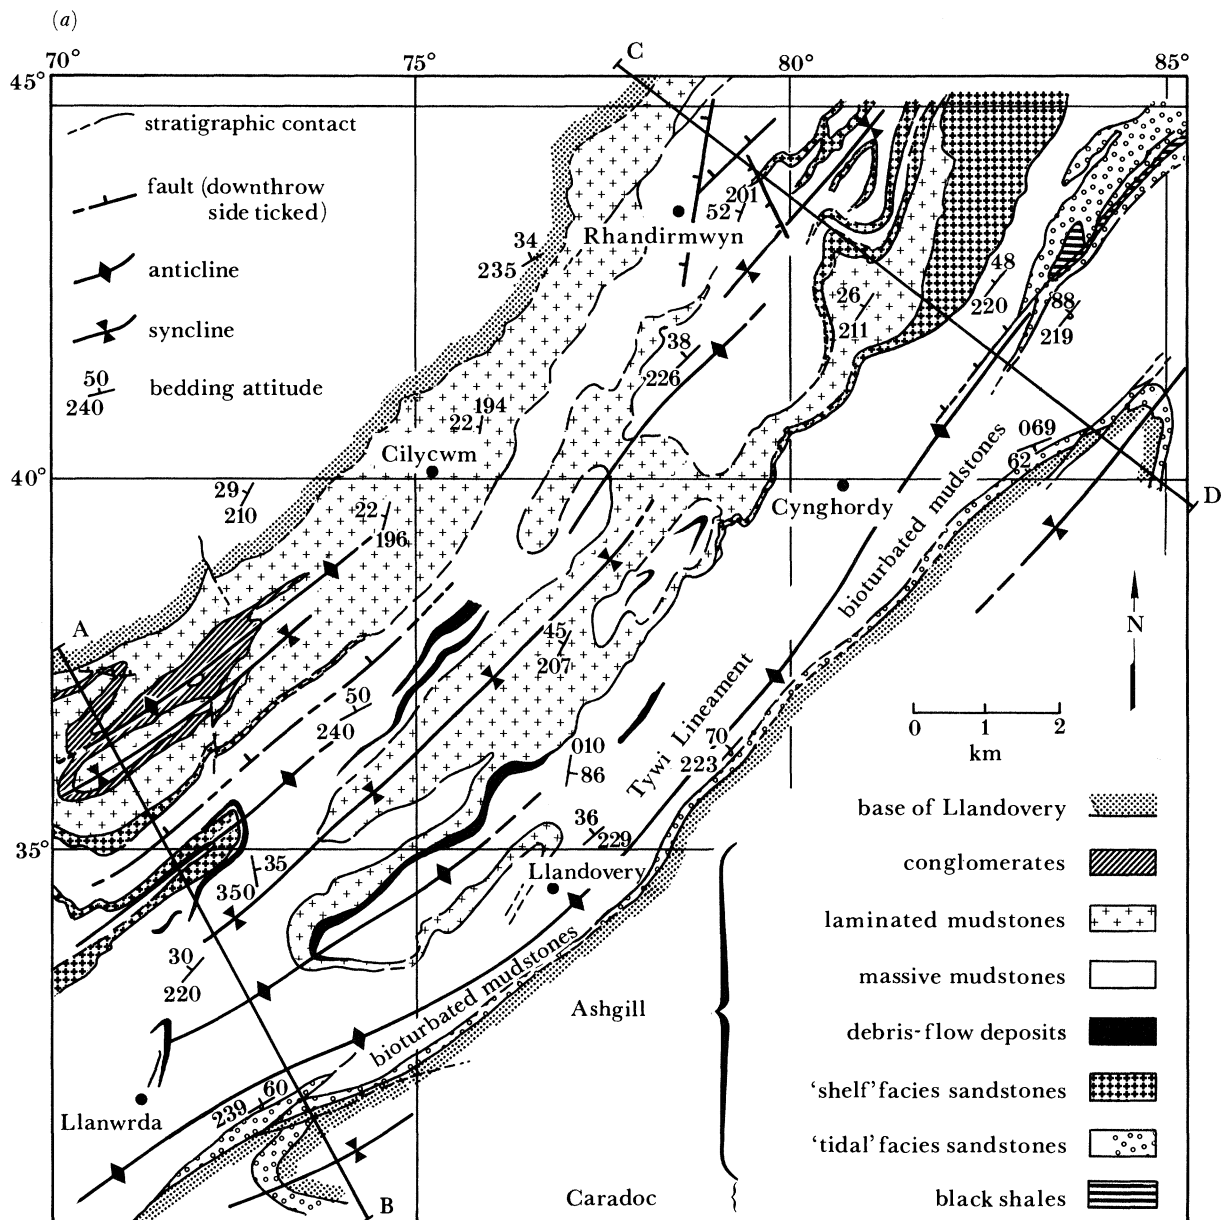 (a)
C
70°
75°
80°
85°
45°
stratigraphic contact
fault (downthrow
side ticked)
anticline
syncline
50
240
bedding attitude
201
52
Rhandirmwyn
34
235
48
220
26
211
88
219
38
226
194
22
Cilycwm
069
62
40°
29
210
22
196
Cynghordy
D
bioturbated mudstones
N
A
45
207
50
240
Tywi Lineament
70
223
010
86
0 1 2
km
36
229
35°
35
350
Llandovery
30
220
bioturbated mudstones
60
239
Llanwrda
B
base of Llandovery
conglomerates
laminated mudstones
massive mudstones
Ashgill
debris-flow deposits
'shelf' facies sandstones
'tidal' facies sandstones
Caradoc
black shales